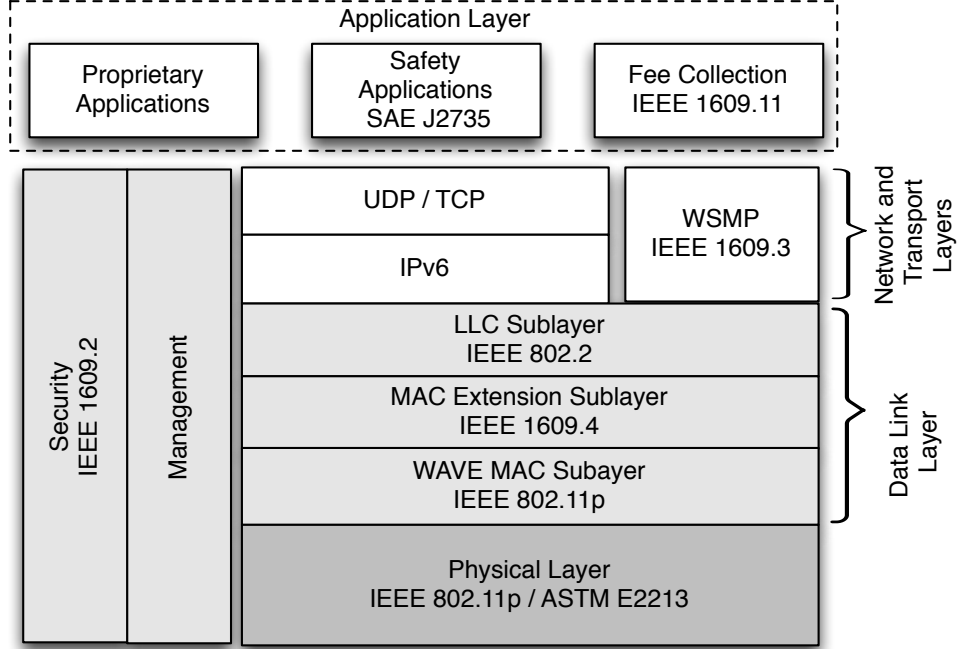 Application Layer
Proprietary
Applications
Safety
Applications
SAE J2735
Fee Collection
IEEE 1609.11
Security
IEEE 1609.2
Management
UDP / TCP
IPv6
WSMP
IEEE 1609.3
Network and
Transport
Layers
LLC Sublayer
IEEE 802.2
MAC Extension Sublayer
IEEE 1609.4
WAVE MAC Subayer
IEEE 802.11p
Data Link
Layer
Physical Layer
IEEE 802.11p / ASTM E2213